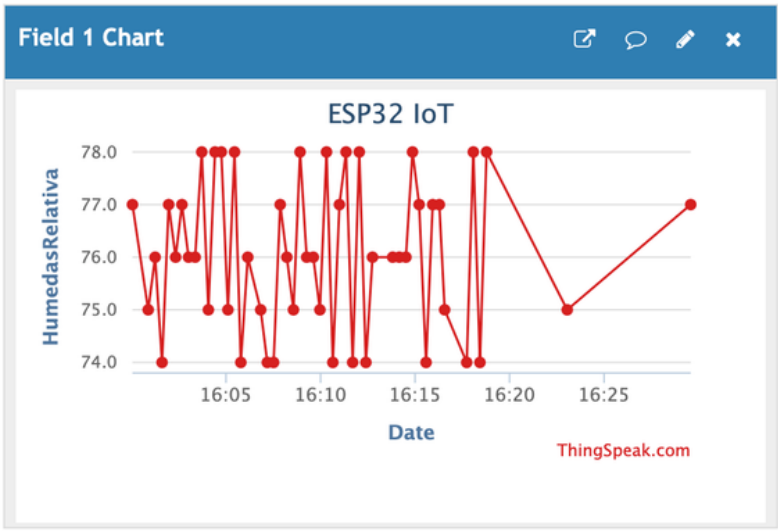 Field 1 Chart
ESP32 IoT
HumedasRelativa
78.0
77.0
76.0
75.0
74.0
16:05 16:10 16:15 16:20 16:25
Date
ThingSpeak.com